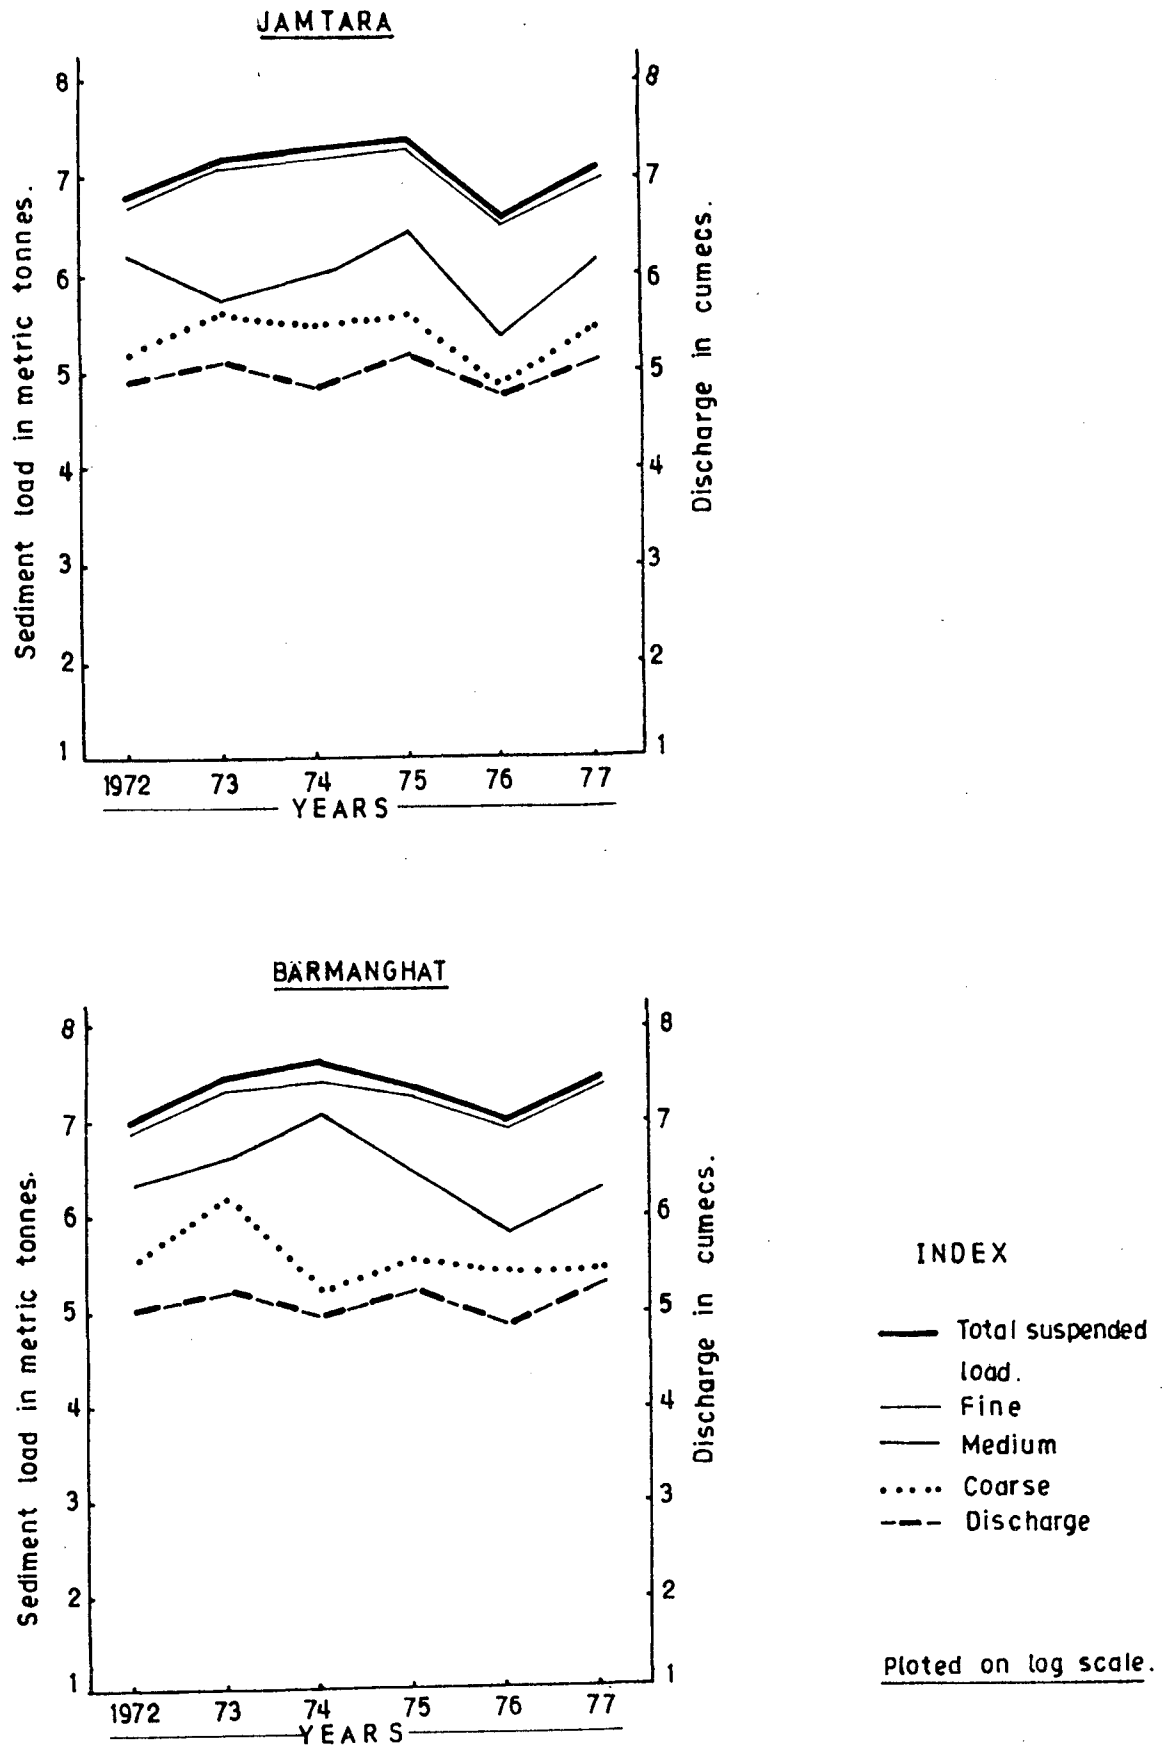 JAMTARA
8
7
6
5
4
3
2
1
Sediment load in metric tonnes.
8
7
6
5
4
3
2
1
Discharge in cumecs.
1972 73 74 75 76 77
YEARS
BARMANGHAT
8
7
6
5
4
3
2
1
Sediment load in metric tonnes.
8
7
6
5
4
3
2
1
Discharge in cumecs.
1972 73 74 75 76 77
YEARS
INDEX
Total suspended
load.
Fine
Medium
Coarse
Discharge
Ploted on log scale.